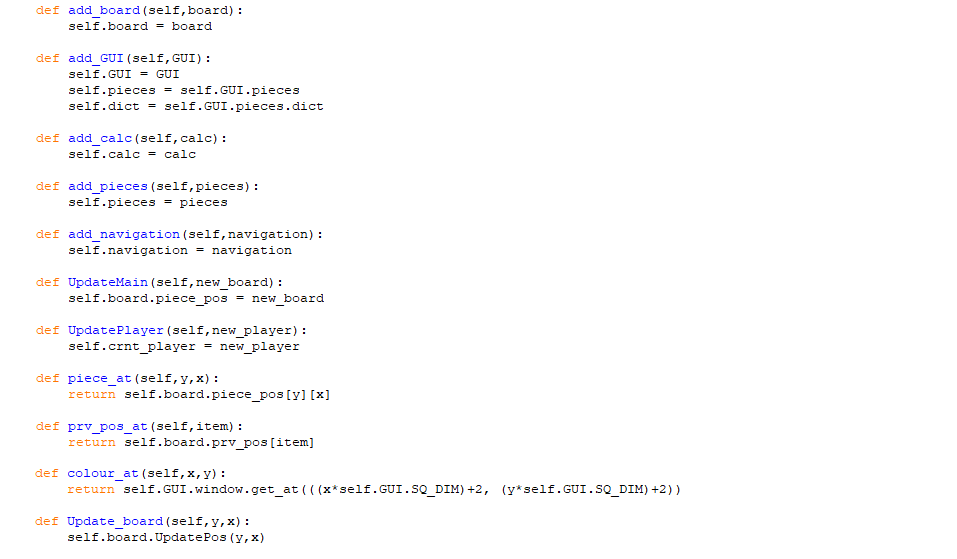 def add_board(self,board):
self.board = board
def add_GUI(self,GUI):
self.GUI = GUI
self.pieces = self.GUI.pieces
self.dict = self.GUI.pieces.dict
def add_calc(self,calc):
self.calc = calc
def add_pieces(self,pieces):
self.pieces = pieces
def add_navigation(self,navigation):
self.navigation = navigation
def UpdateMain(self,new_board):
self.board.piece_pos = new_board
def UpdatePlayer(self,new_player):
self.crnt_player = new_player
def piece_at(self,y,x):
return self.board.piece_pos[y][x]
def prv_pos_at(self,item):
return self.board.prv_pos[item]
def colour_at(self,x,y):
return self.GUI.window.get_at(((x*self.GUI.SQ_DIM)+2, (y*self.GUI.SQ_DIM)+2))
def Update_board(self,y,x):
self.board.UpdatePos(y,x)